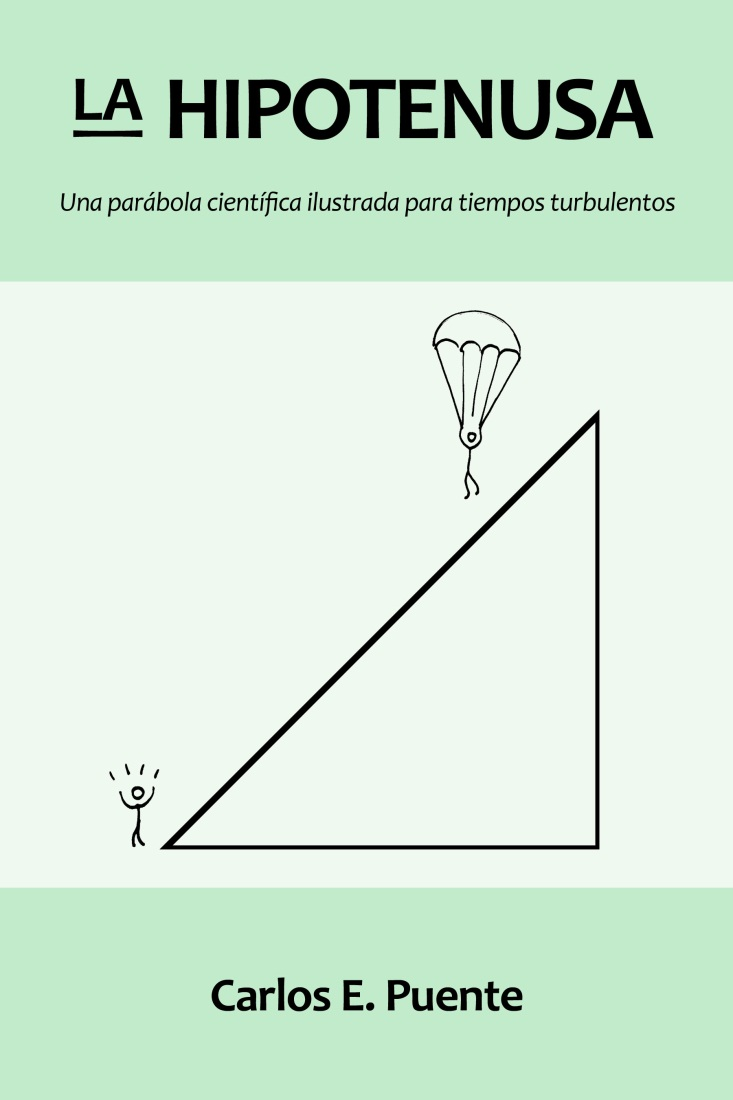 LA HIPOTENUSA
Una parábola científica ilustrada para tiempos turbulentos
Carlos E. Puente